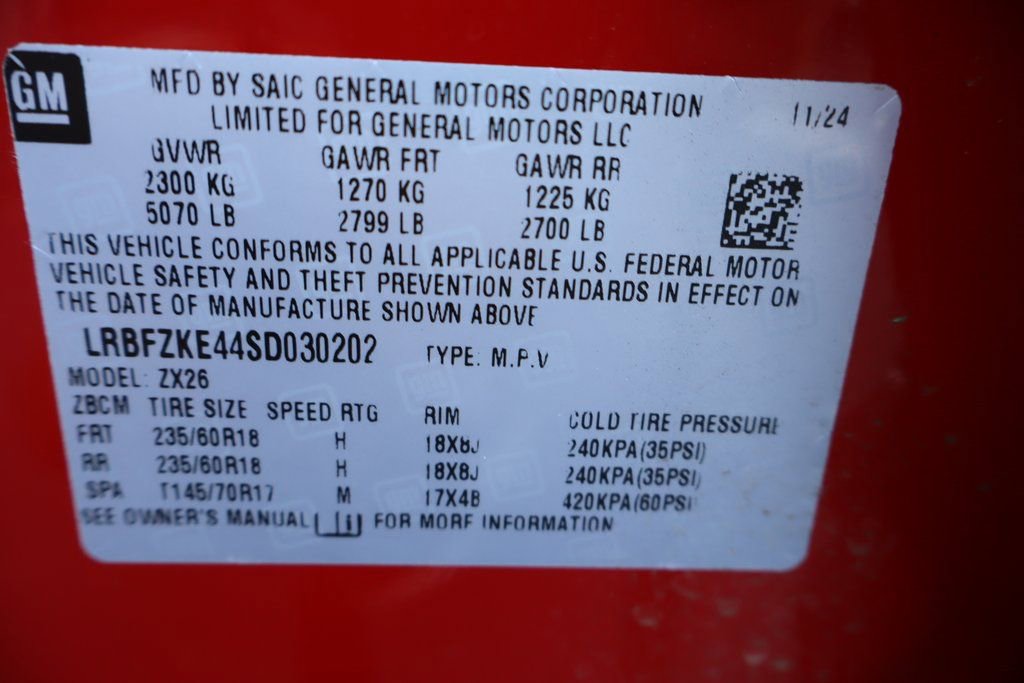 GM
MFD BY SAIC GENERAL MOTORS CORPORATION 11/24
LIMITED FOR GENERAL MOTORS LLC
GVWR GAWR FRT GAWR RR
2300 KG 1270 KG 1225 KG
5070 LB 2799 LB 2700 LB
THIS VEHICLE CONFORMS TO ALL APPLICABLE U.S. FEDERAL MOTOR
VEHICLE SAFETY AND THEFT PREVENTION STANDARDS IN EFFECT ON
THE DATE OF MANUFACTURE SHOWN ABOVE
LRBFZKE44SD030202 TYPE: M.P.V
MODEL: ZX26
ZBCM TIRE SIZE SPEED RTG RIM COLD TIRE PRESSURE
FRT 235/60R18 H 18X8J 240KPA(35PSI)
RR 235/60R18 H 18X8J 240KPA(35PSI)
SPA T145/70R17 M 17X4B 420KPA(60PSI
SEE OWNER'S MANUAL FOR MORE INFORMATION